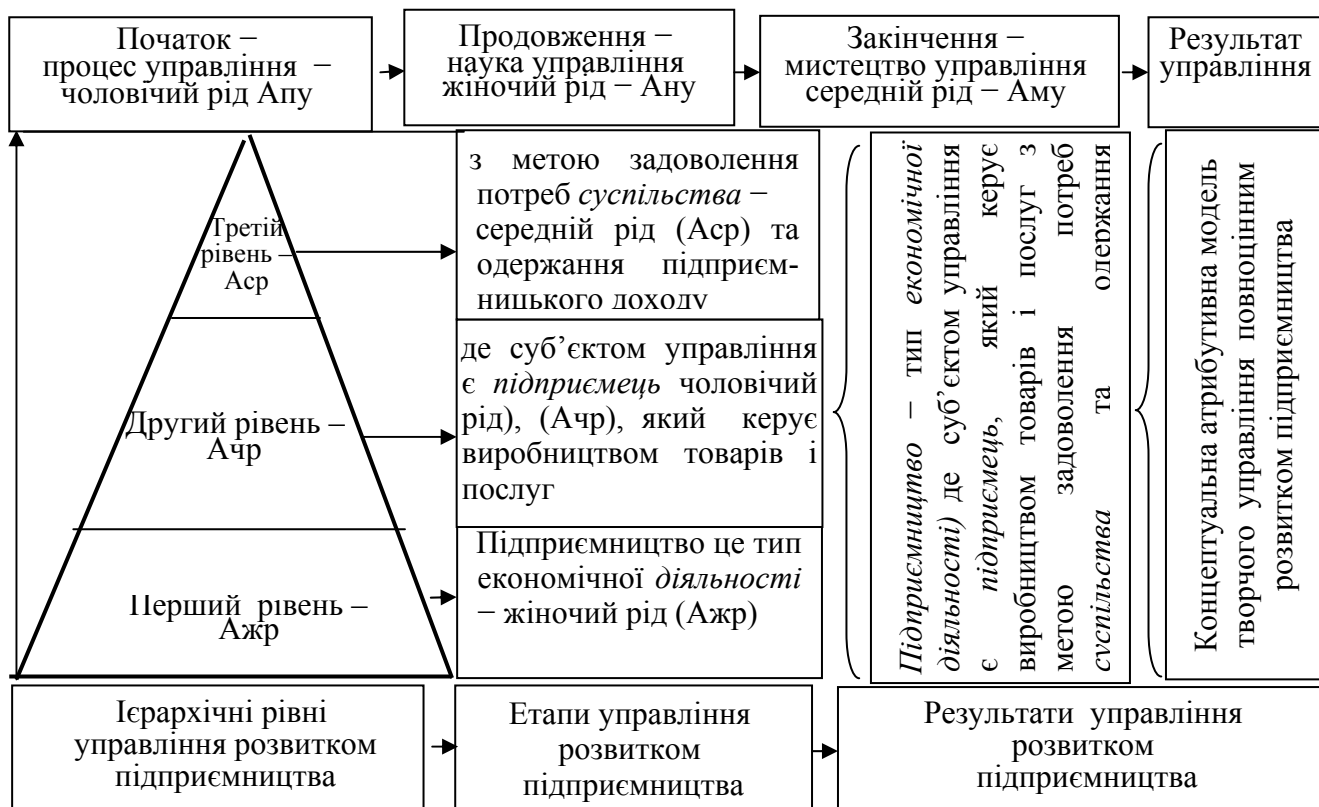 Початок –
процес управління –
чоловічий рід Апу
Продовження –
наука управління
жіночий рід – Ану
Закінчення –
мистецтво управління
середній рід – Аму
Результат
управління
Третій
рівень –
Аср
з метою задоволення
потреб суспільства –
середній рід (Аср) та
одержання підприєм-
ницького доходу
Другий рівень –
Ачр
де суб’єктом управління
є підприємець чоловічий
рід), (Ачр), який керує
виробництвом товарів і
послуг
Перший рівень –
Ажр
Підприємництво це тип
економічної діяльності
– жіночий рід (Ажр)
Підприємництво – тип економічної
діяльності) де суб’єктом управління
є підприємець, який керує
виробництвом товарів і послуг з
метою задоволення потреб
суспільства та одержання
Концептуальна атрибутивна модель
творчого управління повноцінним
розвитком підприємництва
Ієрархічні рівні
управління розвитком
підприємництва
Етапи управління
розвитком
підприємництва
Результати управління
розвитком
підприємництва